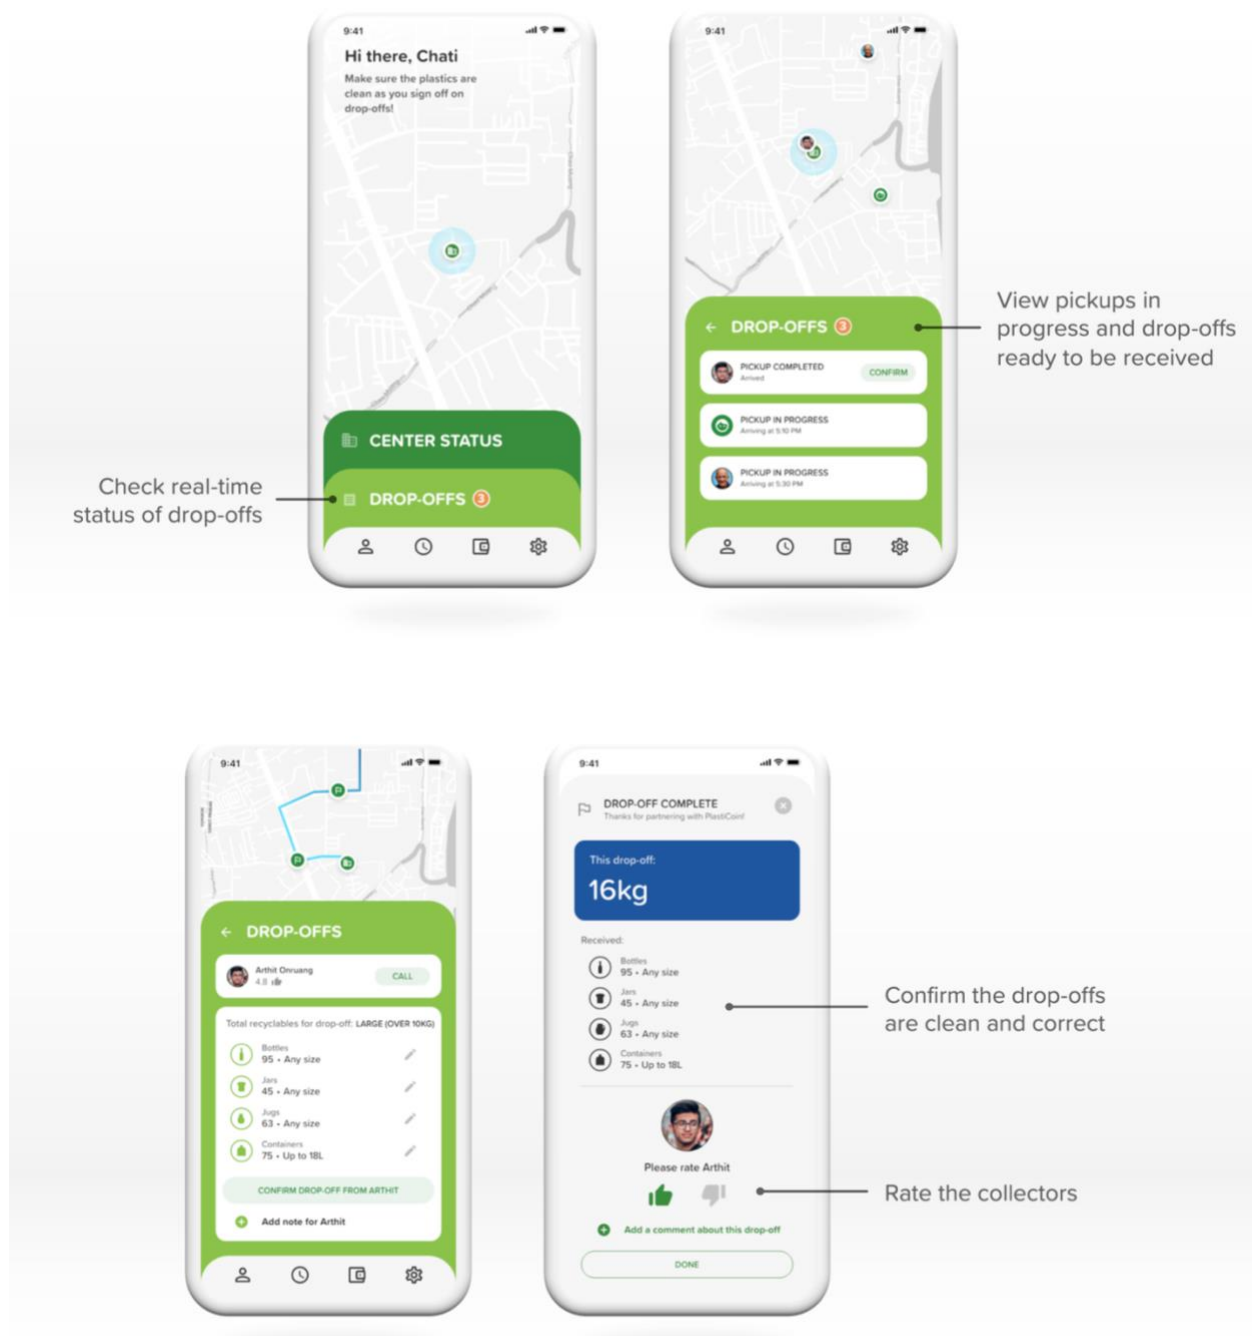 9:41
Hi there, Chati
Make sure the plastics are
clean as you sign off on
drop-offs!
CENTER STATUS
DROP-OFFS 3
Check real-time
status of drop-offs
9:41
DROP-OFFS 3
PICKUP COMPLETED
Arrived
CONFIRM
PICKUP IN PROGRESS
Arriving at 5:10 PM
PICKUP IN PROGRESS
Arriving at 5:30 PM
View pickups in
progress and drop-offs
ready to be received
9:41
DROP-OFFS
Arthit Onruang
4.8
CALL
Total recyclables for drop-off: LARGE (OVER 10KG)
Bottles
95 • Any size
Jars
45 • Any size
Jugs
63 • Any size
Containers
75 • Up to 18L
CONFIRM DROP-OFF FROM ARTHIT
Add note for Arthit
9:41
DROP-OFF COMPLETE
Thanks for partnering with PlastiCoin!
This drop-off:
16kg
Received:
Bottles
95 • Any size
Jars
45 • Any size
Jugs
63 • Any size
Containers
75 • Up to 18L
Please rate Arthit
Add a comment about this drop-off
DONE
Confirm the drop-offs
are clean and correct
Rate the collectors